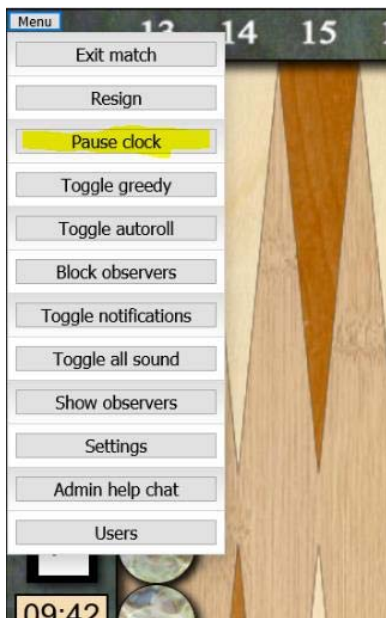 Menu
13 14 15
Exit match
Resign
Pause clock
Toggle greedy
Toggle autoroll
Block observers
Toggle notifications
Toggle all sound
Show observers
Settings
Admin help chat
Users
09:42